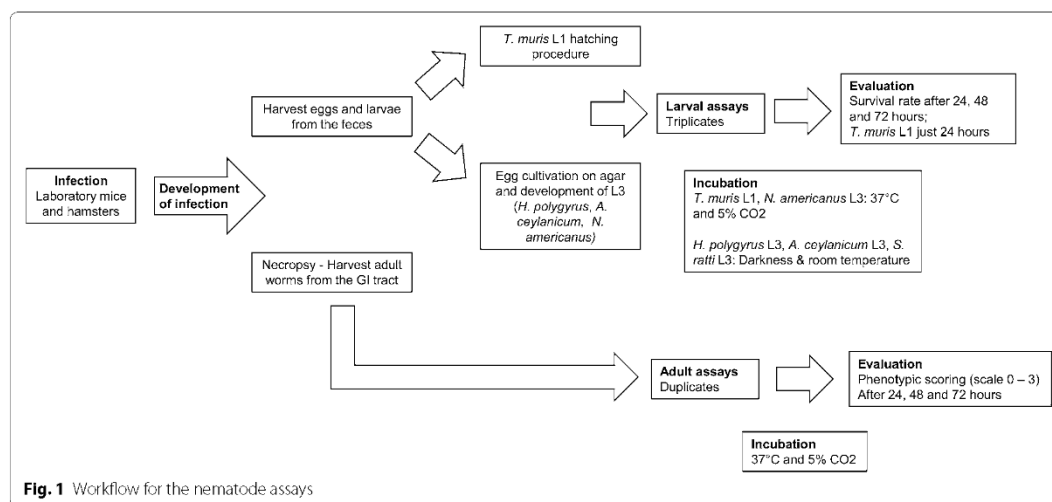 T. muris L1 hatching
procedure
Harvest eggs and larvae
from the feces
Larval assays
Triplicates
Evaluation
Survival rate after 24, 48
and 72 hours;
T. muris L1 just 24 hours
Infection
Laboratory mice
and hamsters
Development
of infection
Egg cultivation on agar
and development of L3
(H. polygyrus, A.
ceylanicum, N.
americanus)
Incubation
T. muris L1, N. americanus L3: 37°C
and 5% CO2
H. polygyrus L3, A. ceylanicum L3, S.
ratti L3: Darkness & room temperature
Necropsy - Harvest adult
worms from the GI tract
Adult assays
Duplicates
Evaluation
Phenotypic scoring (scale 0 – 3)
After 24, 48 and 72 hours
Incubation
37°C and 5% CO2
Fig. 1 Workflow for the nematode assays